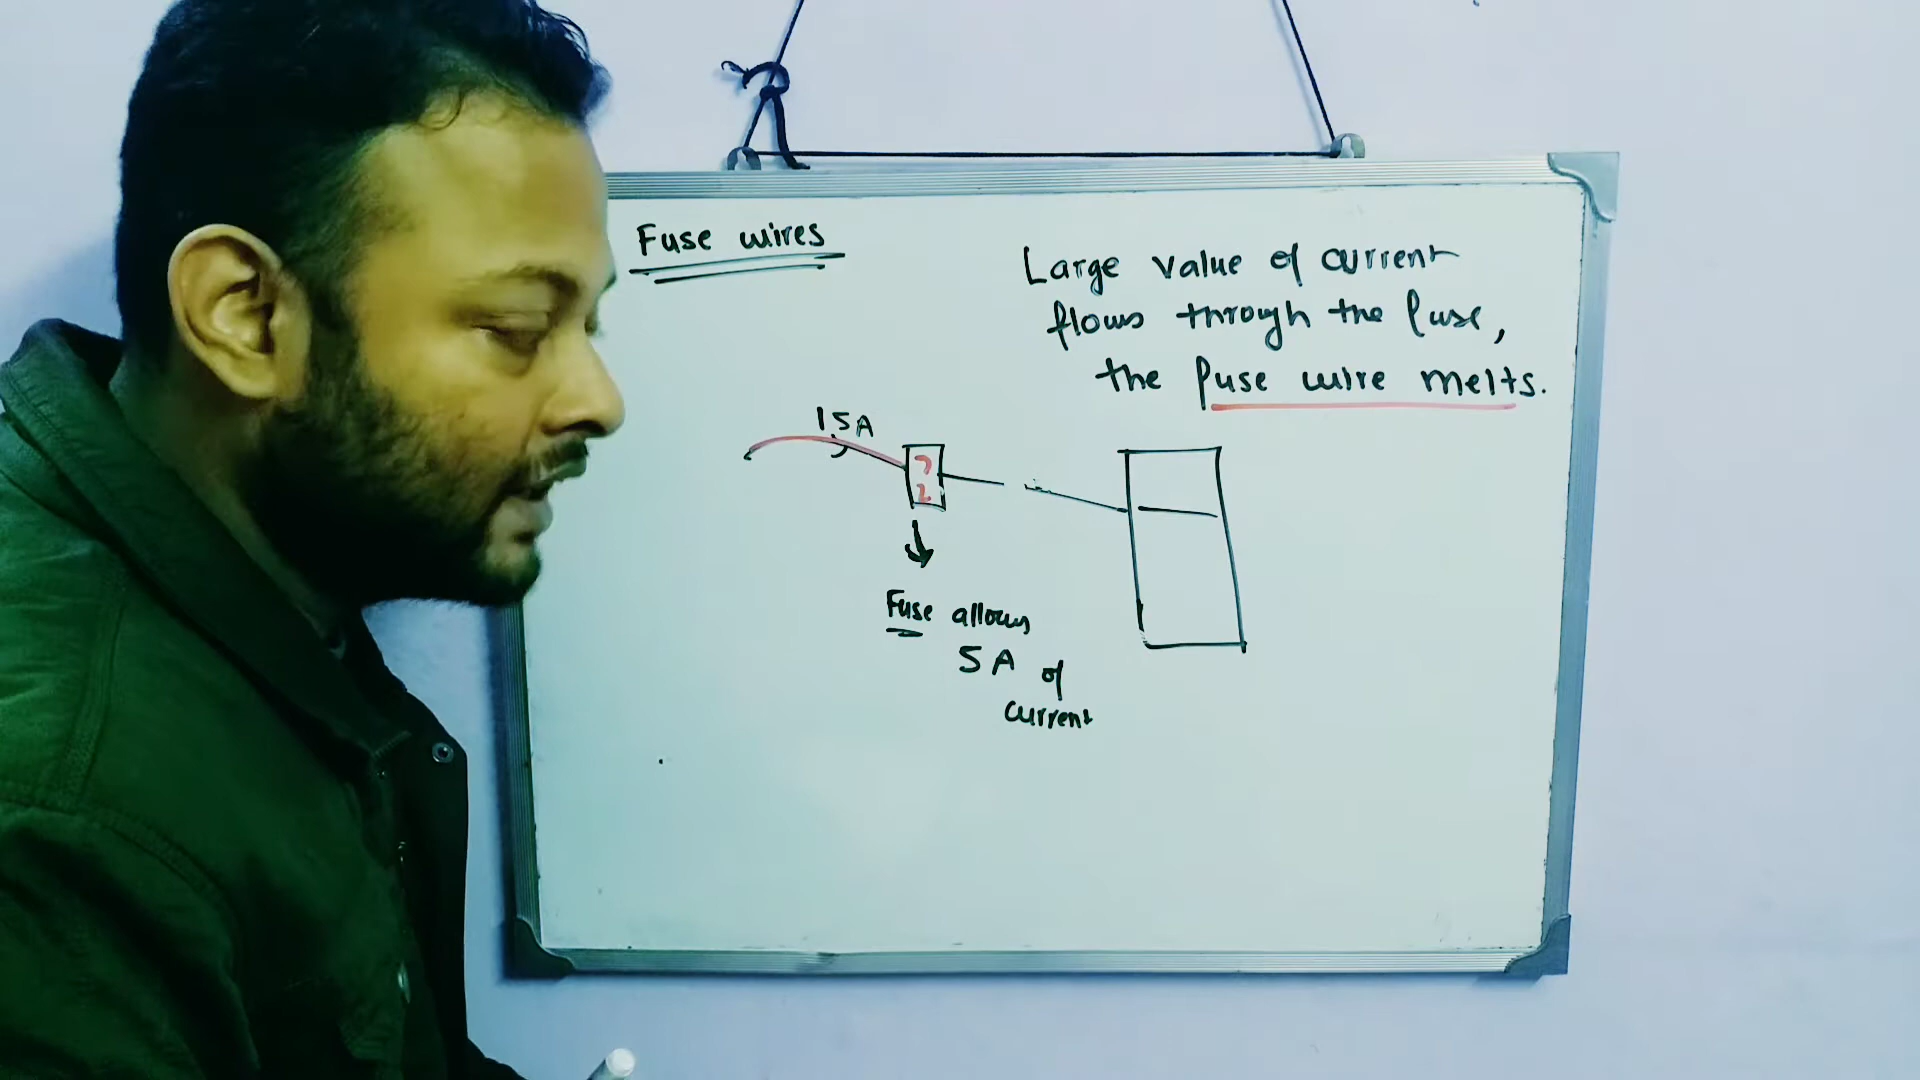 Fuse wires
Large value of current
flows through the fuse,
the fuse wire melts.
15A
Fuse allows
5A of
current